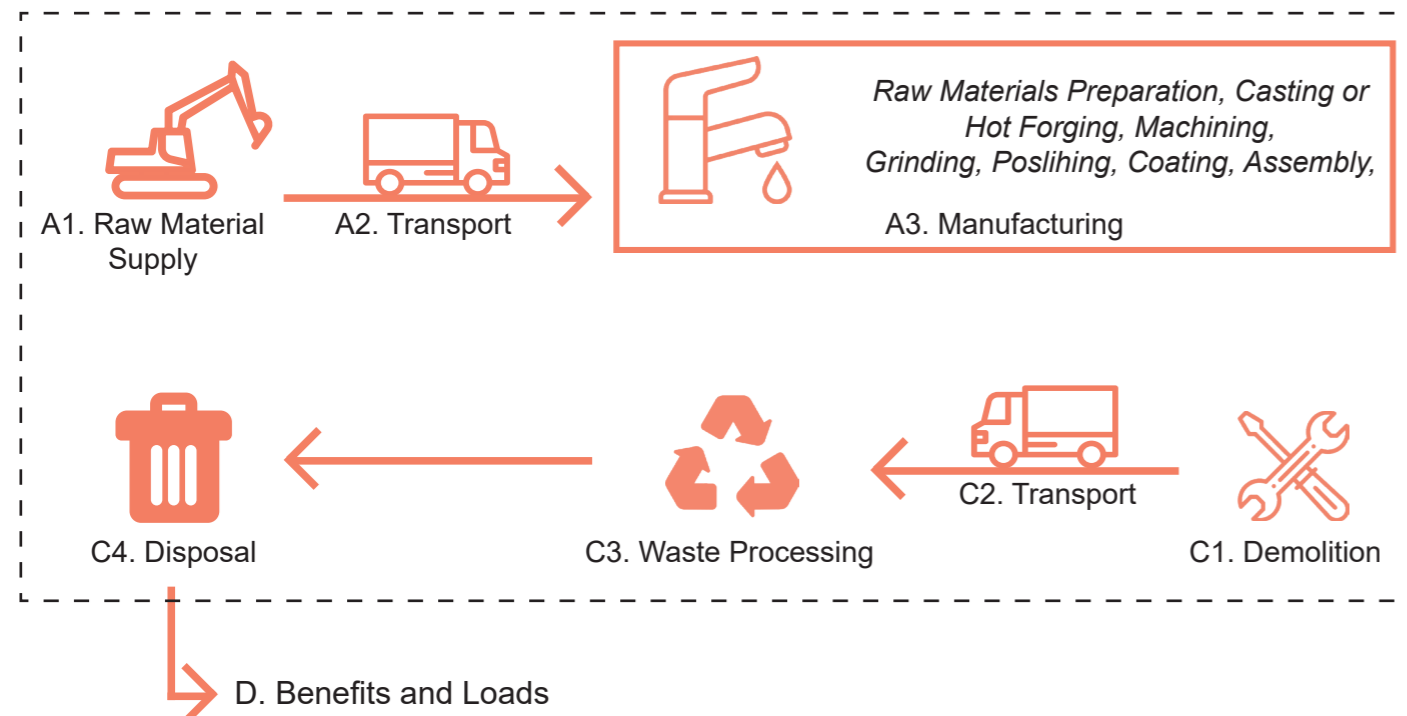 Raw Materials Preparation, Casting or
Hot Forging, Machining,
Grinding, Poslihing, Coating, Assembly,
A1. Raw Material
Supply
A2. Transport
A3. Manufacturing
C2. Transport
C4. Disposal
C3. Waste Processing
C1. Demolition
D. Benefits and Loads